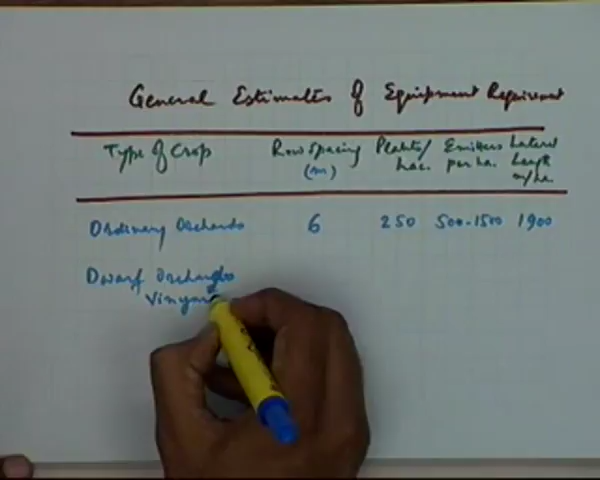 General Estimates of Equipment Requirement
Type of Crop Row Spacing (m) Plants/hac. Emitters per ha. Lateral length m/ha.
Ordinary Orchards 6 250 500-1500 1900
Dwarf Orchards
Vinyar